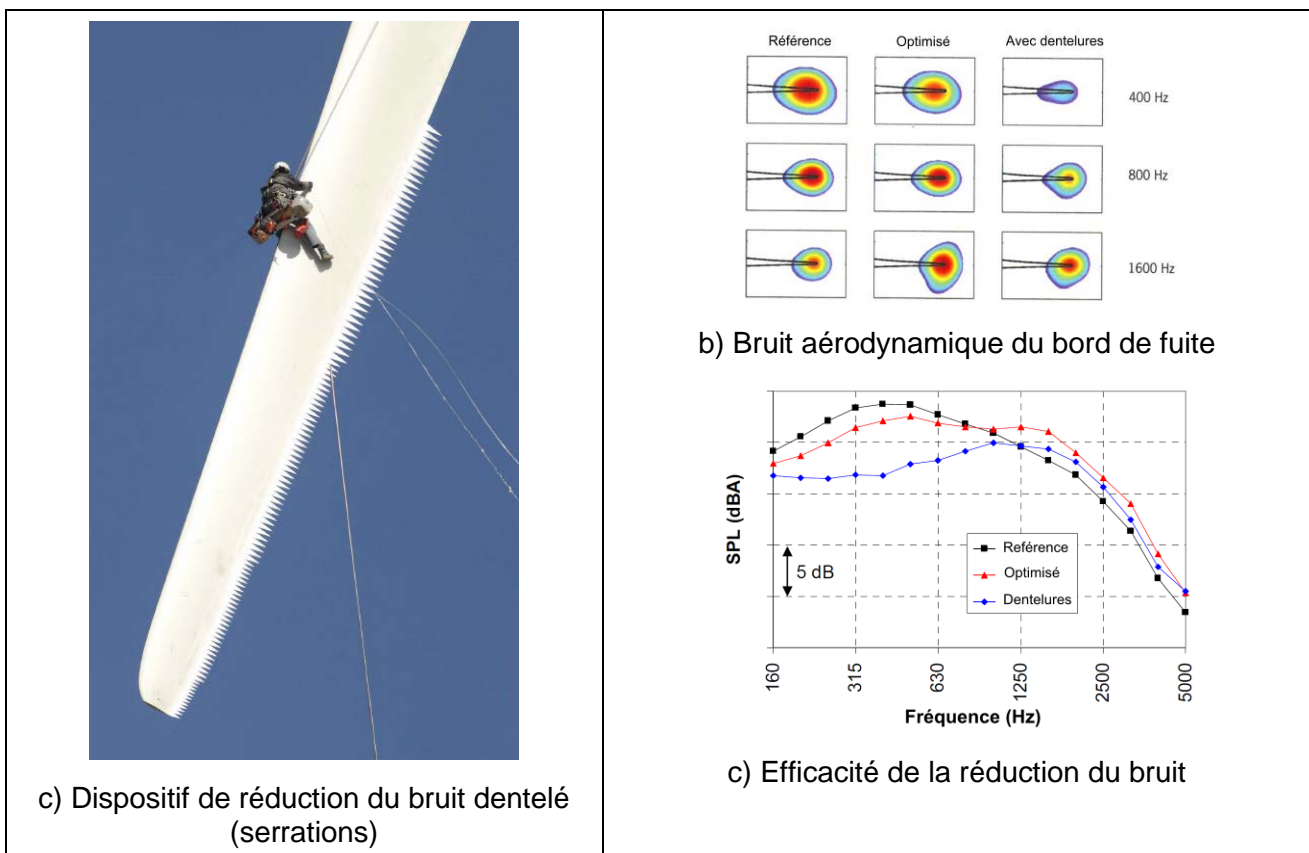 c) Dispositif de réduction du bruit dentelé
(serrations)
Référence Optimisé Avec dentelures
400 Hz
800 Hz
1600 Hz
b) Bruit aérodynamique du bord de fuite
SPL (dBA)
5 dB
Reférence
Optimisé
Dentelures
160 315 630 1250 2500 5000
Fréquence (Hz)
c) Efficacité de la réduction du bruit